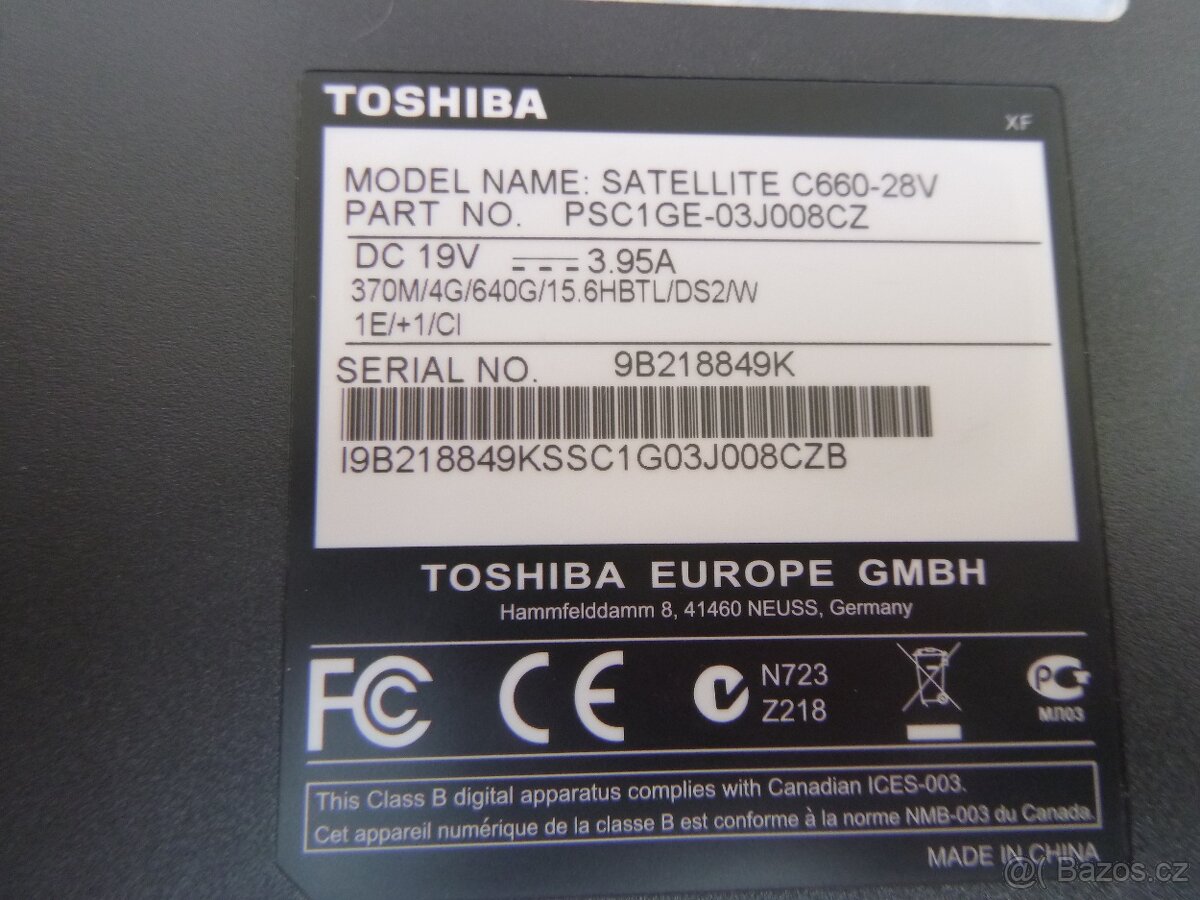 TOSHIBA
XF
MODEL NAME: SATELLITE C660-28V
PART NO. PSC1GE-03J008CZ
DC 19V 3.95A
370M/4G/640G/15.6HBTL/DS2/W
1E/+1/CI
SERIAL NO. 9B218849K
I9B218849KSSC1G03J008CZB
TOSHIBA EUROPE GMBH
Hammfelddamm 8, 41460 NEUSS, Germany
FC CE N723
Z218
PC
МЛ03
This Class B digital apparatus complies with Canadian ICES-003.
Cet appareil numérique de la classe B est conforme à la norme NMB-003 du Canada.
MADE IN CHINA
@( Bazos.cz